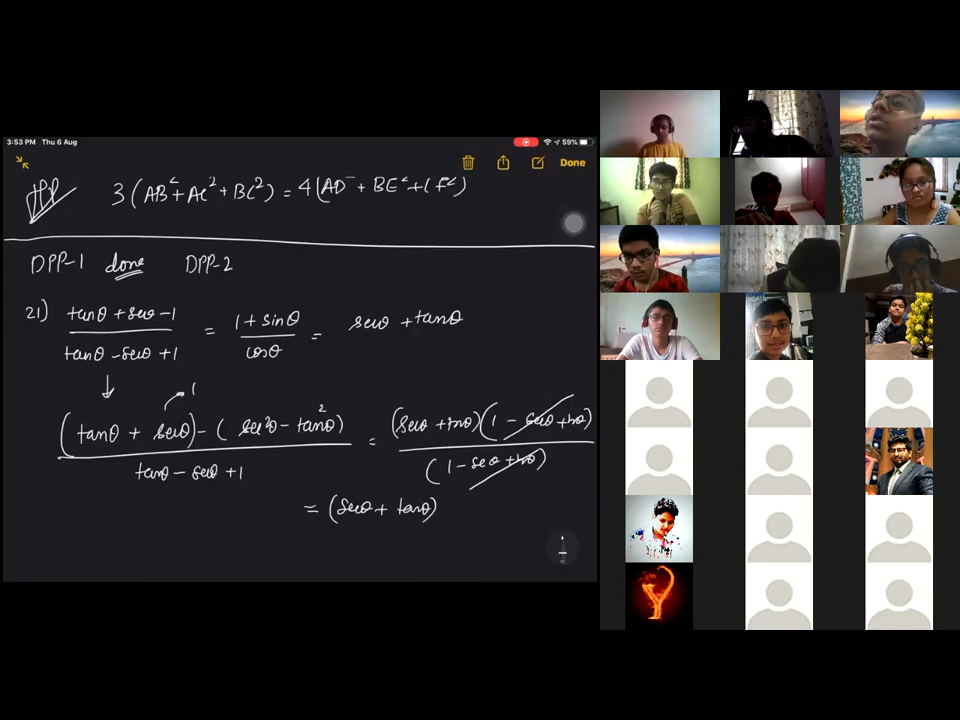 3:53 PM Thu 6 Aug 59%
Done
3 (AB² + AC² + BC²) = 4 (AD² + BE² + CF²)
DPP-1 done DPP-2
21) (tanθ + secθ - 1) / (tanθ - secθ + 1) = (1 + sinθ) / cosθ = secθ + tanθ
↓ 1
((tanθ + secθ) - (sec²θ - tan²θ)) / (tanθ - secθ + 1) = ((secθ + tanθ)(1 - secθ + tanθ)) / (1 - secθ + tanθ)
= (secθ + tanθ)